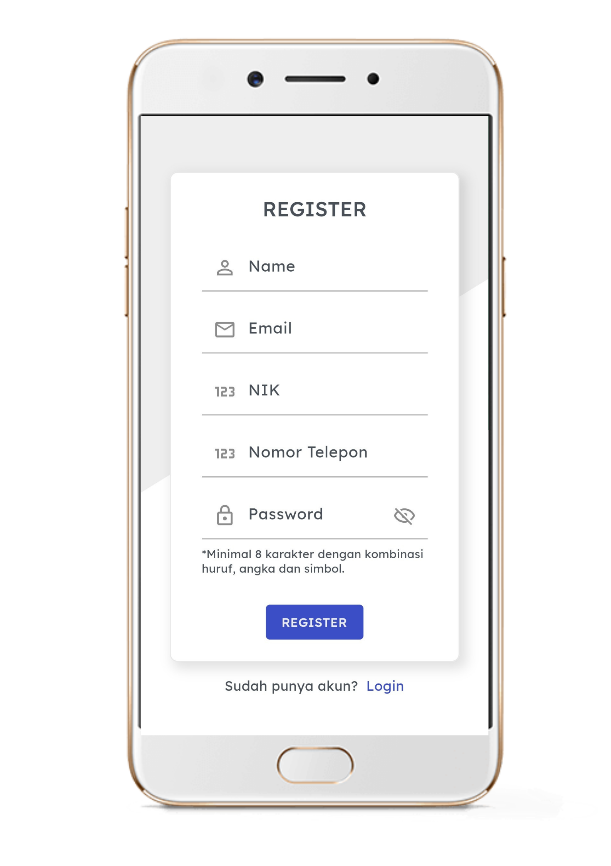 REGISTER
Name
Email
123 NIK
123 Nomor Telepon
Password
*Minimal 8 karakter dengan kombinasi
huruf, angka dan simbol.
REGISTER
Sudah punya akun? Login